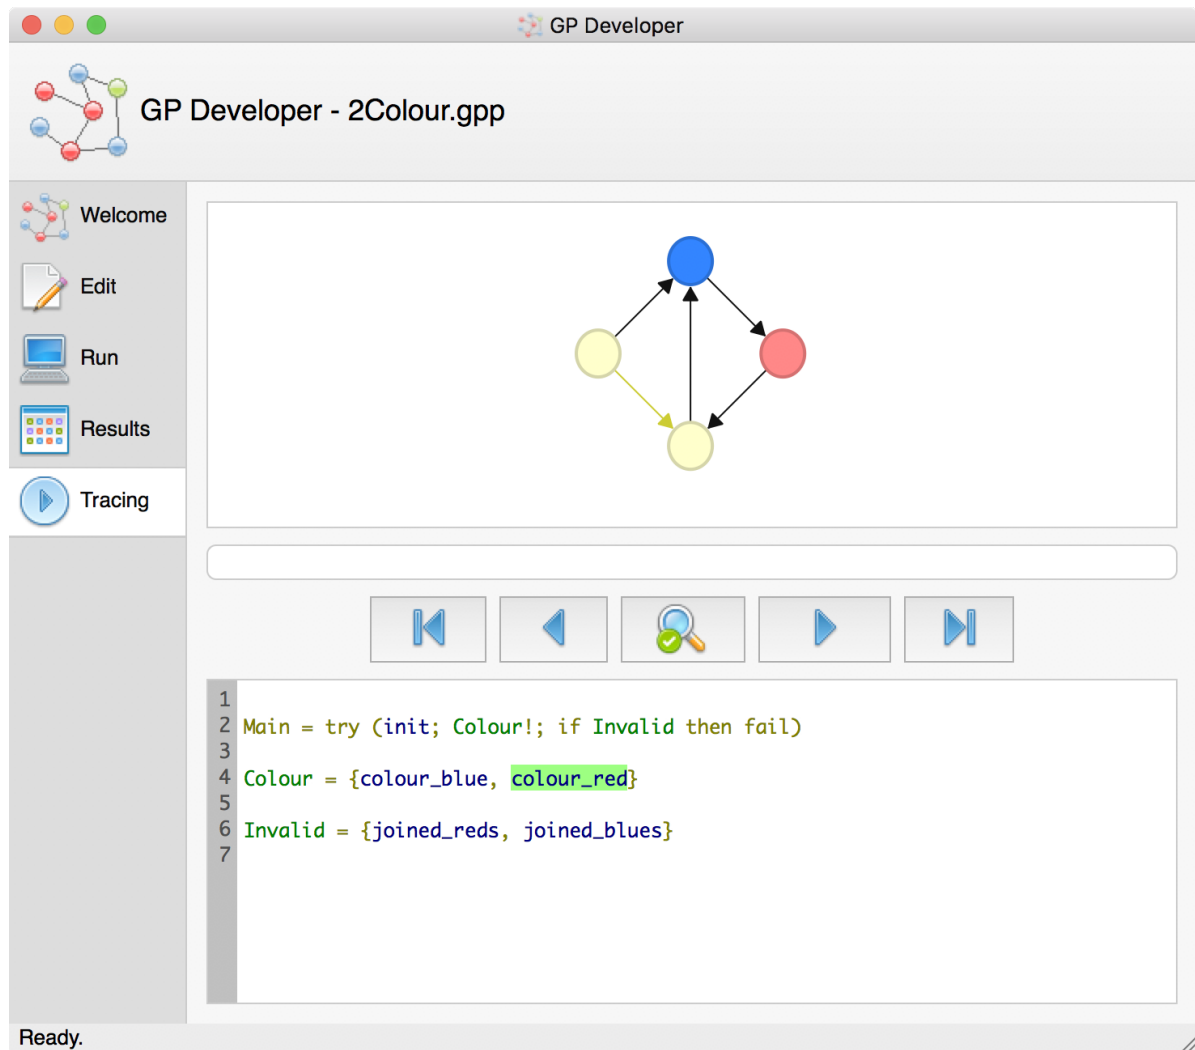 GP Developer
GP Developer - 2Colour.gpp
Welcome
Edit
Run
Results
Tracing
1
2 Main = try (init; Colour!; if Invalid then fail)
3
4 Colour = {colour_blue, colour_red}
5
6 Invalid = {joined_reds, joined_blues}
7
Ready.